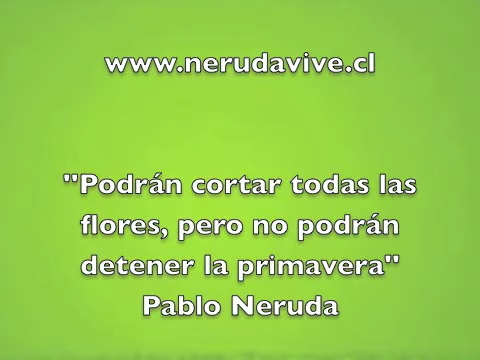 www.nerudavive.cl
"Podrán cortar todas las
flores, pero no podrán
detener la primavera"
Pablo Neruda